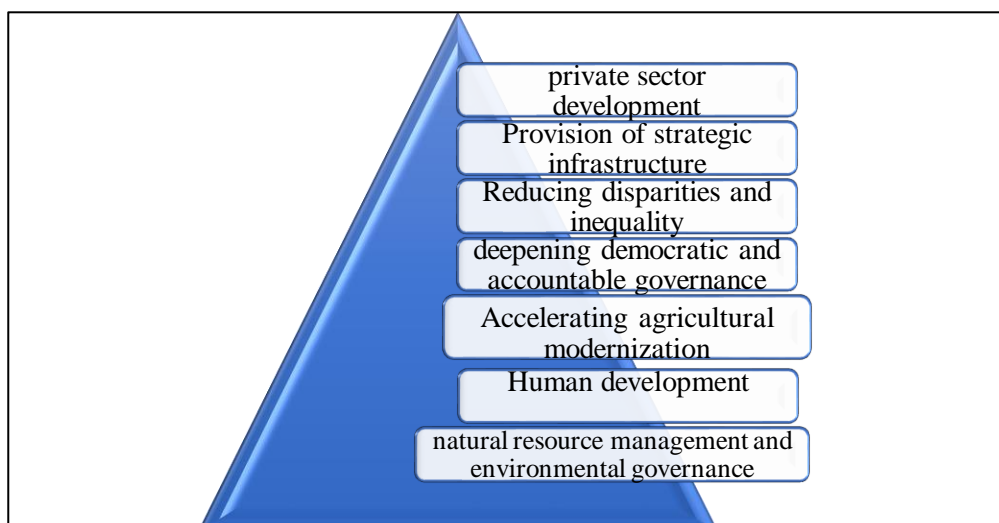 private sector
development
Provision of strategic
infrastructure
Reducing disparities and
inequality
deepening democratic and
accountable governance
Accelerating agricultural
modernization
Human development
natural resource management and
environmental governance